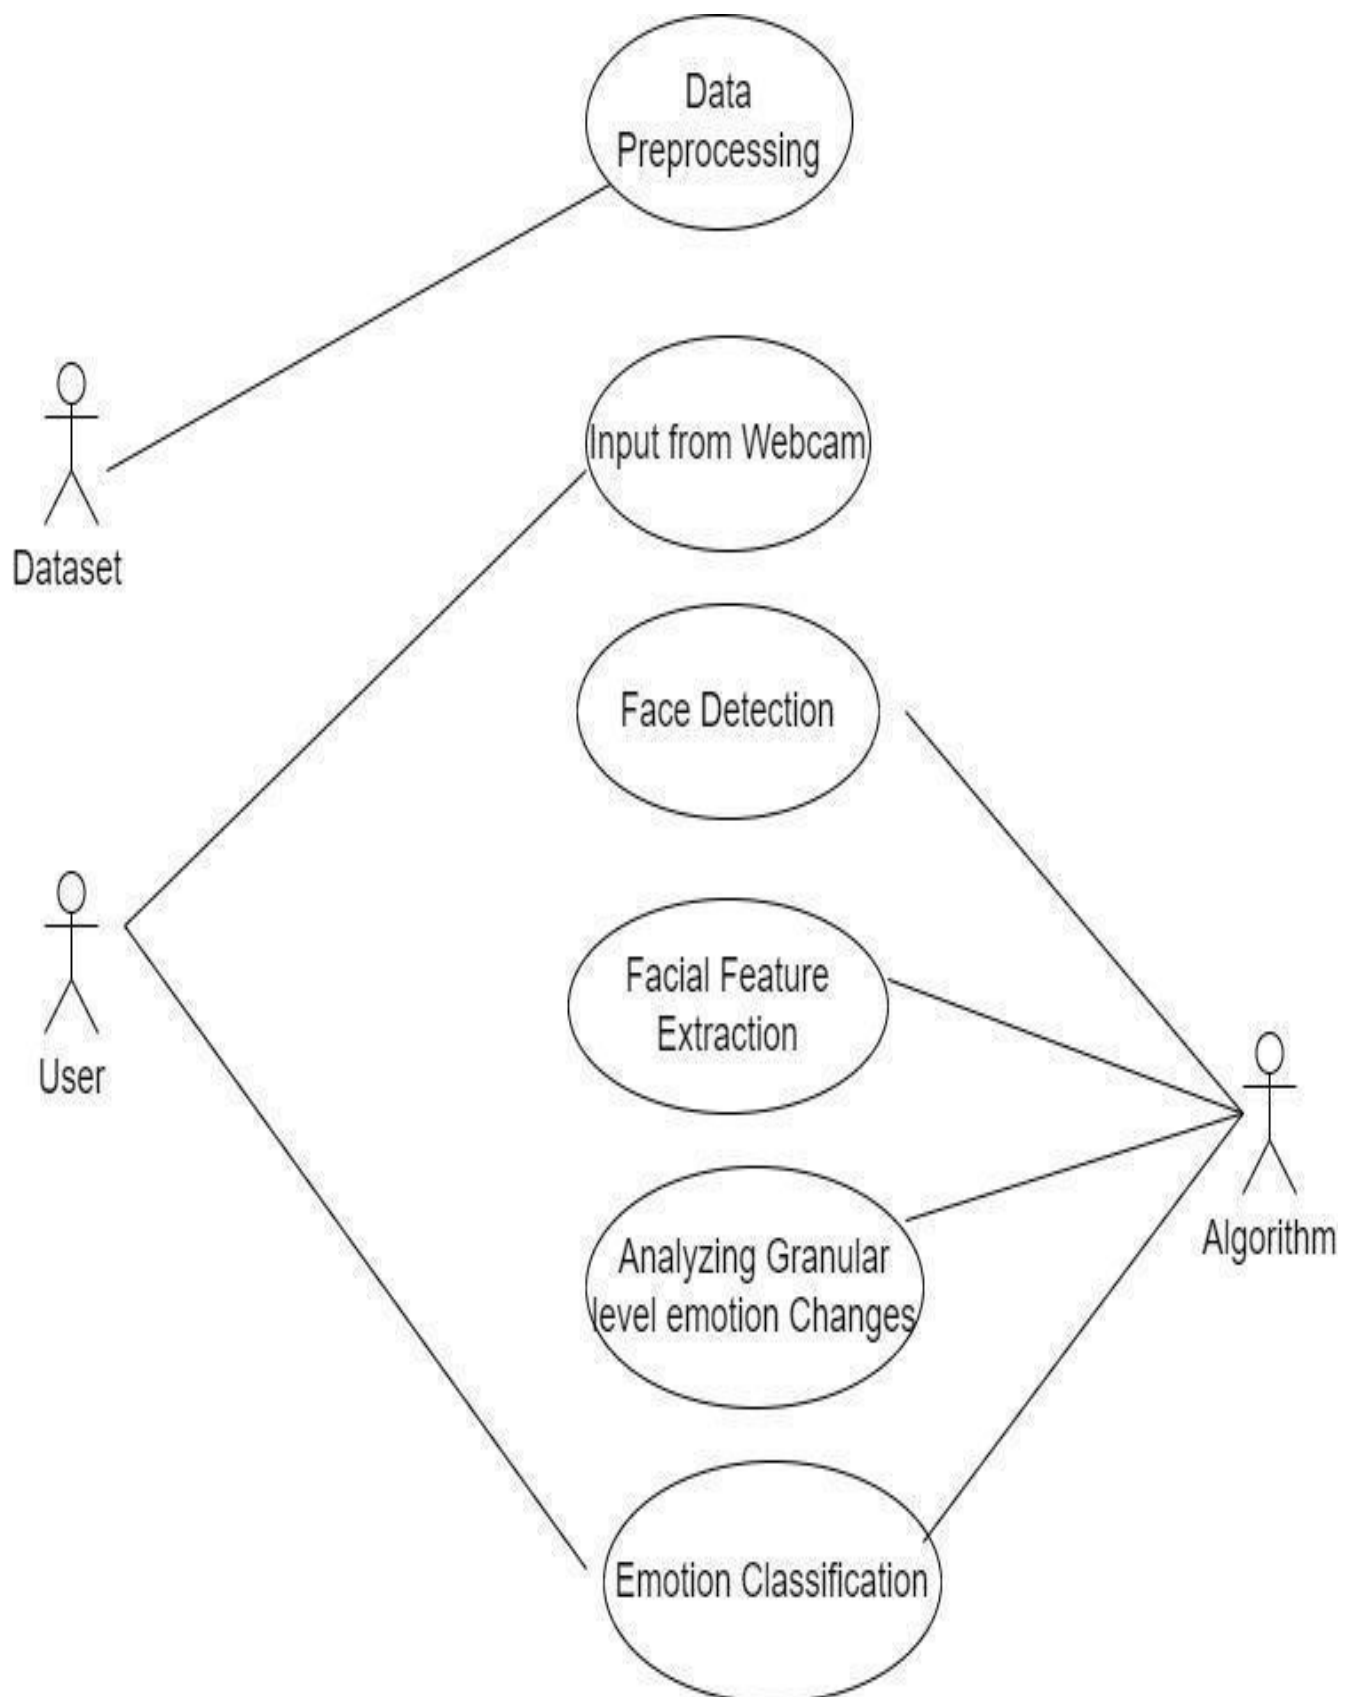 Data
Preprocessing
Input from Webcam
Dataset
Face Detection
Facial Feature
Extraction
User
Algorithm
Analyzing Granular
level emotion Changes
Emotion Classification